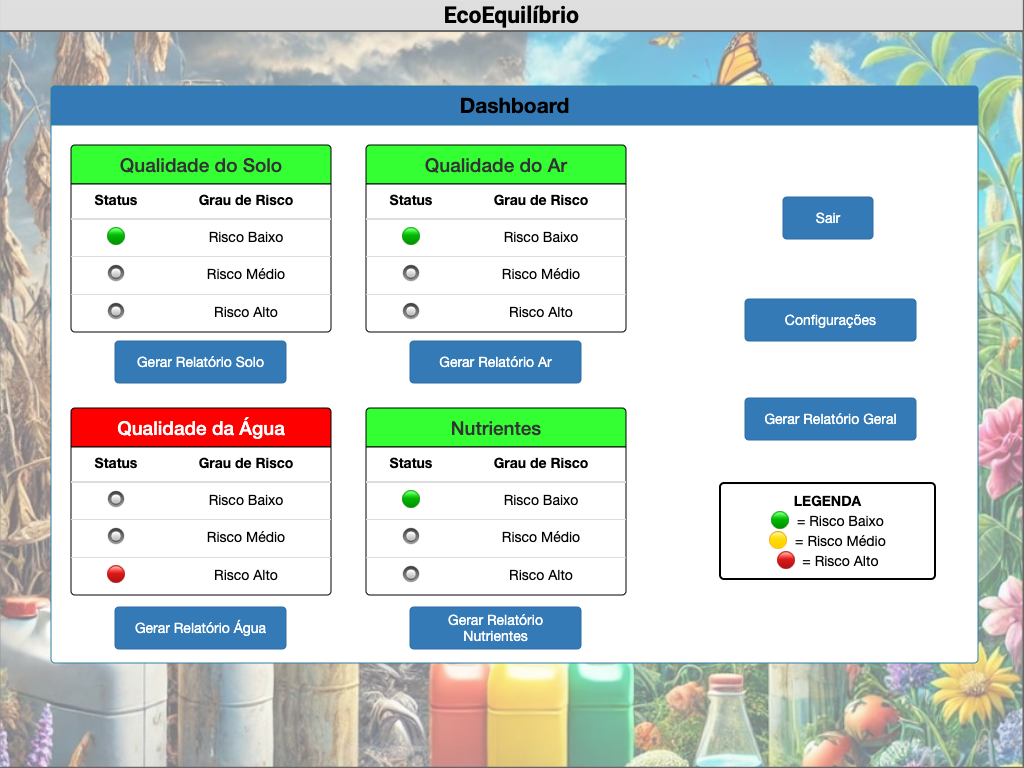 EcoEquilíbrio
Dashboard
Qualidade do Solo
Status Grau de Risco
Risco Baixo
Risco Médio
Risco Alto
Gerar Relatório Solo
Qualidade do Ar
Status Grau de Risco
Risco Baixo
Risco Médio
Risco Alto
Gerar Relatório Ar
Qualidade da Água
Status Grau de Risco
Risco Baixo
Risco Médio
Risco Alto
Gerar Relatório Água
Nutrientes
Status Grau de Risco
Risco Baixo
Risco Médio
Risco Alto
Gerar Relatório
Nutrientes
Sair
Configurações
Gerar Relatório Geral
LEGENDA
= Risco Baixo
= Risco Médio
= Risco Alto